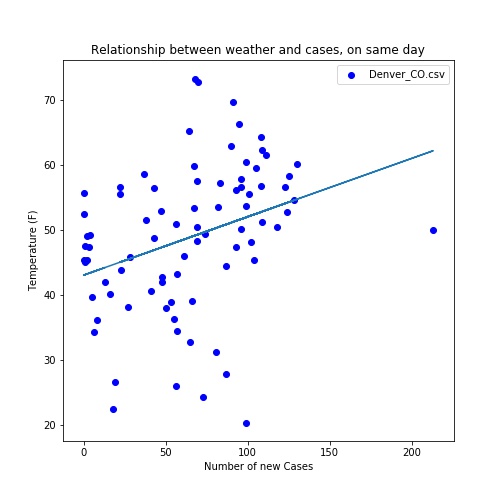 Relationship between weather and cases, on same day
Denver_CO.csv
Temperature (F)
70
60
50
40
30
20
0
50
100
150
200
Number of new Cases